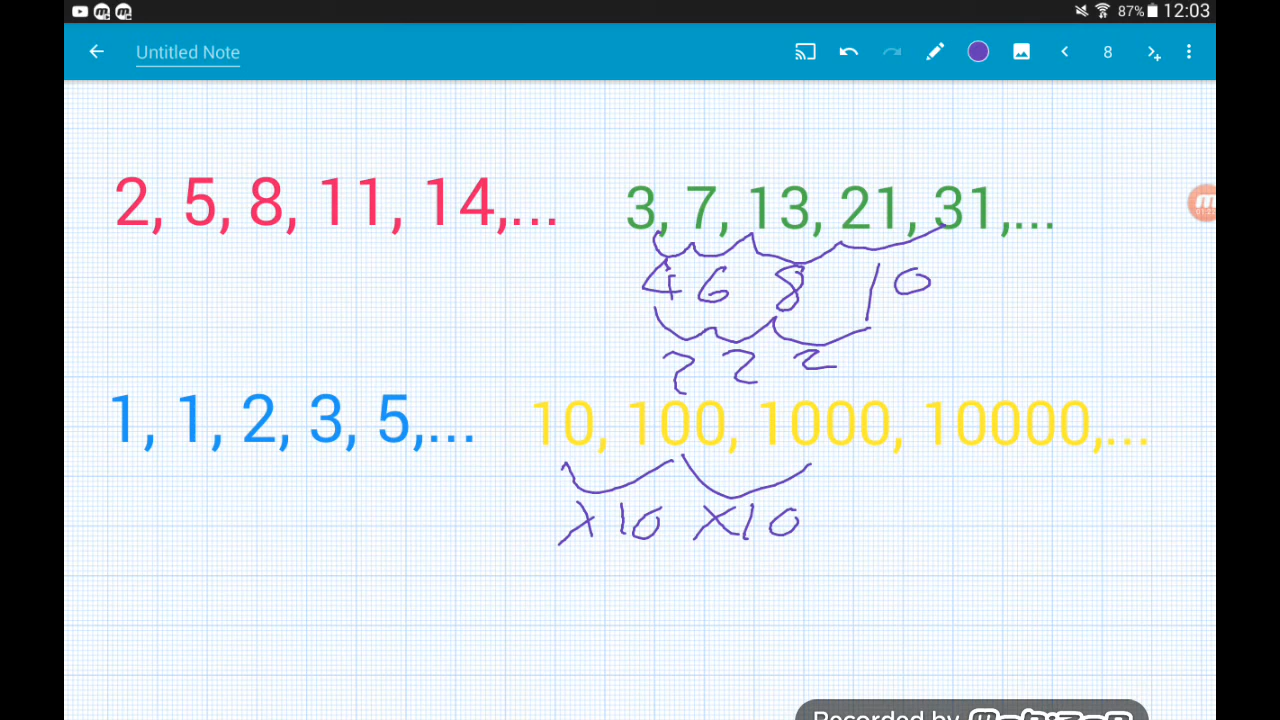 87% 12:03
Untitled Note
8
2, 5, 8, 11, 14,...
3, 7, 13, 21, 31,...
4 6 8 10
2 2 2
1, 1, 2, 3, 5,...
10, 100, 1000, 10000,...
x10 x10
Recorded by